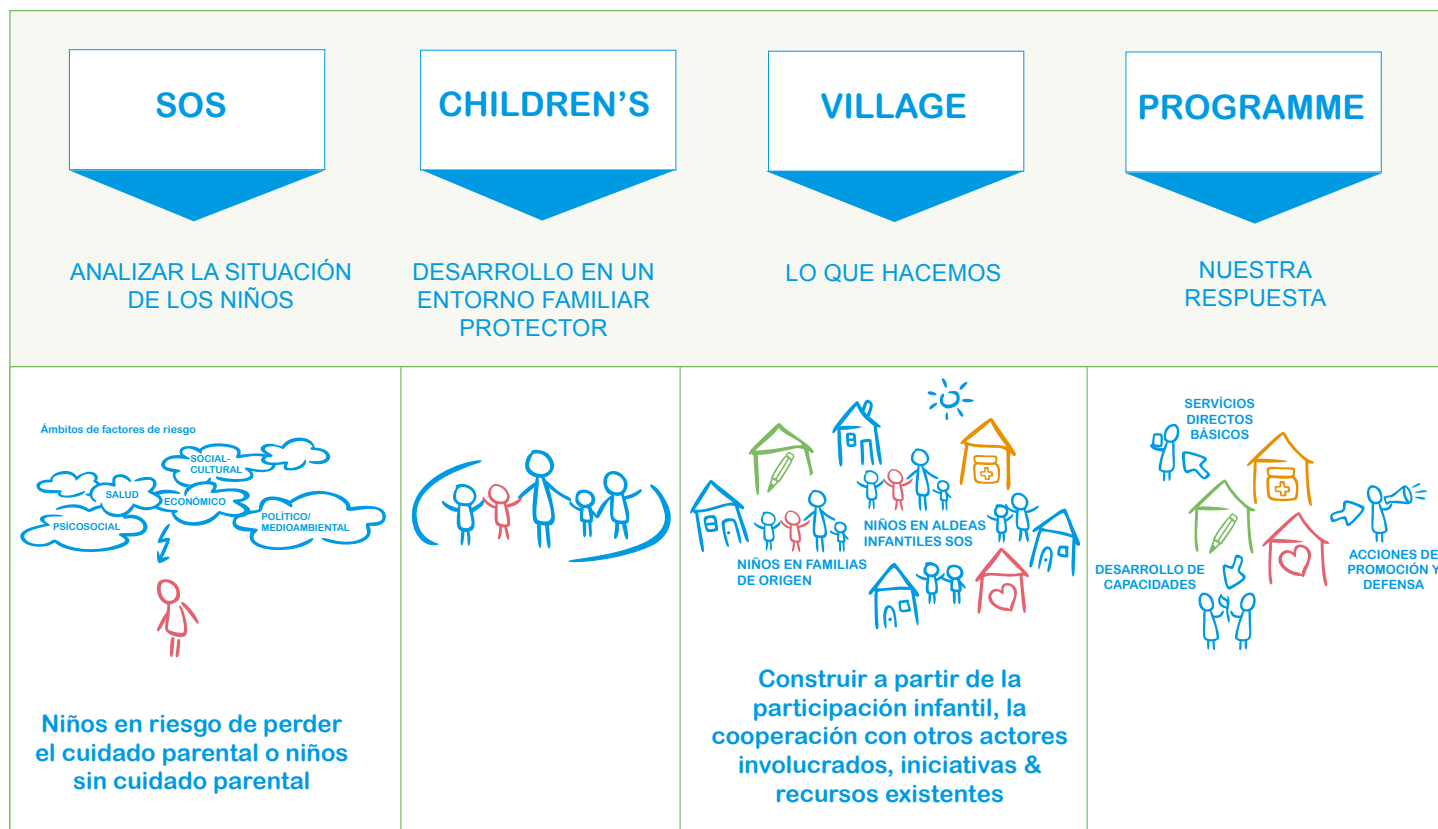 SOS
CHILDREN'S
VILLAGE
PROGRAMME
ANALIZAR LA SITUACIÓN
DE LOS NIÑOS
DESARROLLO EN UN
ENTORNO FAMILIAR
PROTECTOR
LO QUE HACEMOS
NUESTRA
RESPUESTA
Ámbitos de factores de riesgo
SOCIAL-
CULTURAL
SALUD
ECONÓMICO
PSÍCOSOCIAL
POLÍTICO/
MEDIOAMBIENTAL
Niños en riesgo de perder
el cuidado parental o niños
sin cuidado parental
NIÑOS EN ALDEAS
INFANTILES SOS
NIÑOS EN FAMILIAS
DE ORIGEN
Construir a partir de la
participación infantil, la
cooperación con otros actores
involucrados, iniciativas &
recursos existentes
SERVÍCIOS
DIRECTOS
BÁSICOS
DESARROLLO DE
CAPACIDADES
ACCIONES DE
PROMOCIÓN Y
DEFENSA